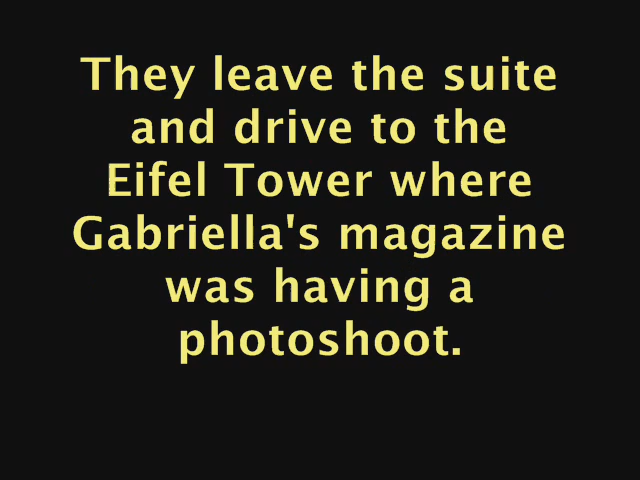 They leave the suite
and drive to the
Eifel Tower where
Gabriella's magazine
was having a
photoshoot.